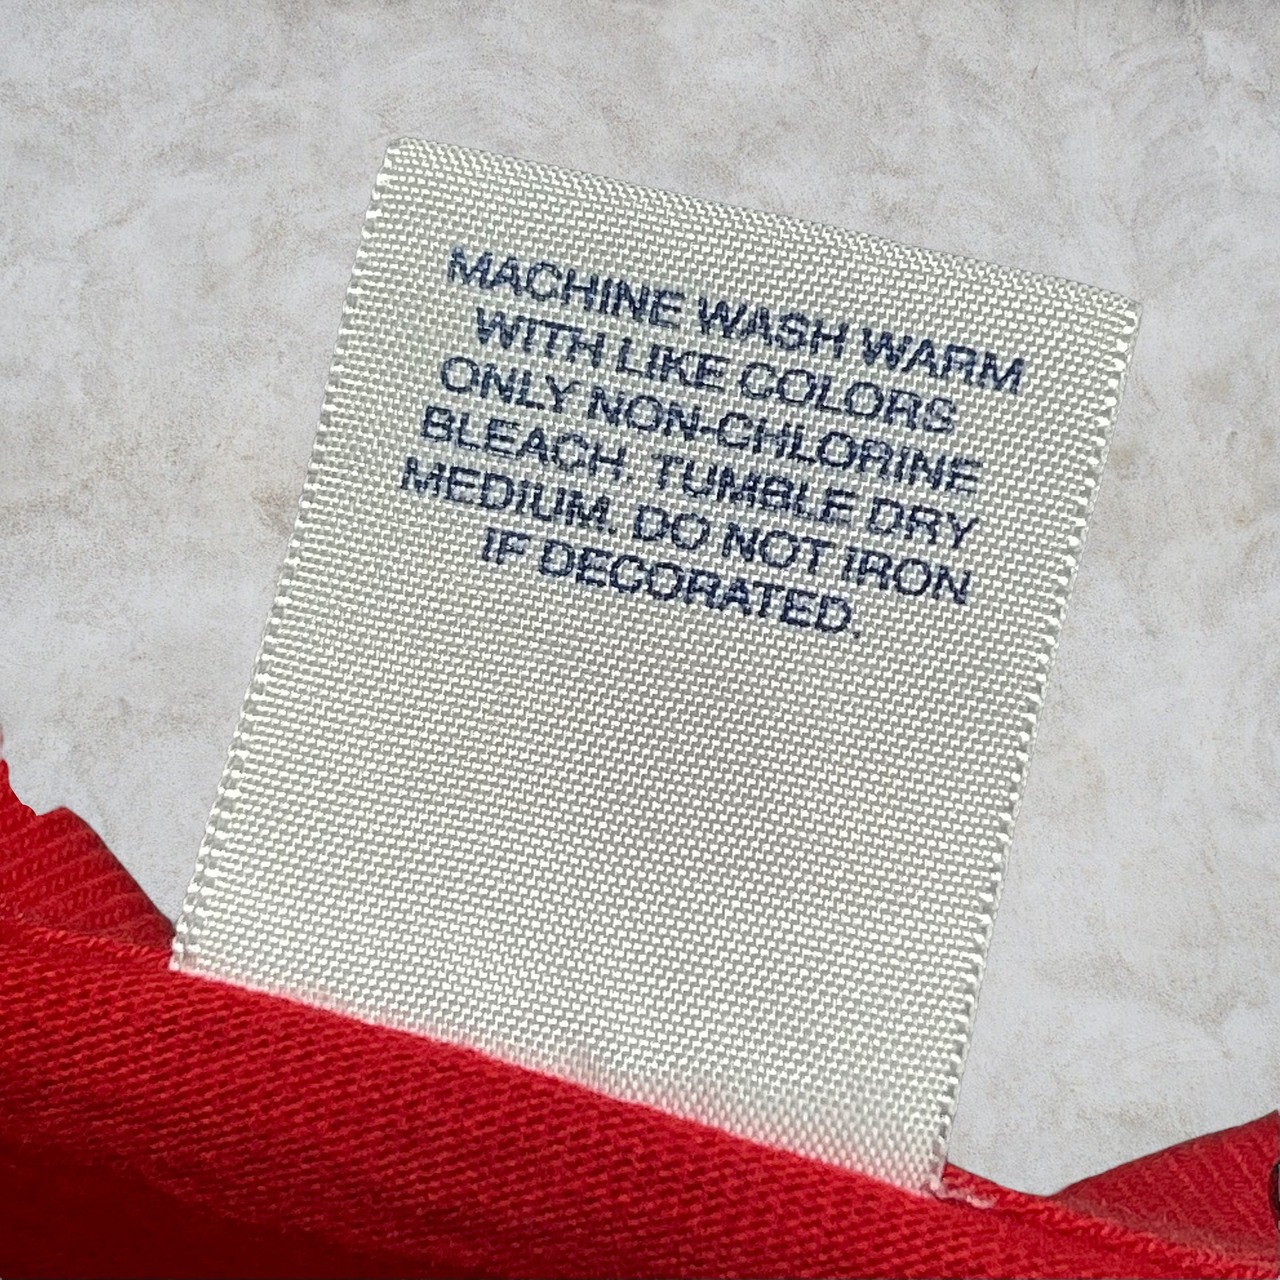 MACHINE WASH WARM
WITH LIKE COLORS
ONLY NON-CHLORINE
BLEACH. TUMBLE DRY
MEDIUM. DO NOT IRON
IF DECORATED.